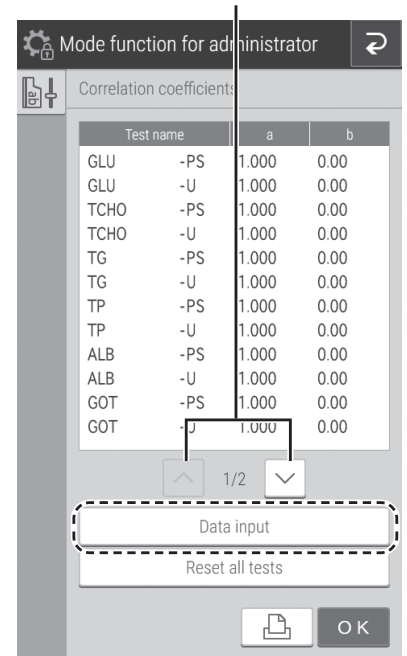 Mode function for administrator
ab
Correlation coefficients
Test name a b
GLU -PS 1.000 0.00
GLU -U 1.000 0.00
TCHO -PS 1.000 0.00
TCHO -U 1.000 0.00
TG -PS 1.000 0.00
TG -U 1.000 0.00
TP -PS 1.000 0.00
TP -U 1.000 0.00
ALB -PS 1.000 0.00
ALB -U 1.000 0.00
GOT -PS 1.000 0.00
GOT -U 1.000 0.00
1/2
Data input
Reset all tests
OK